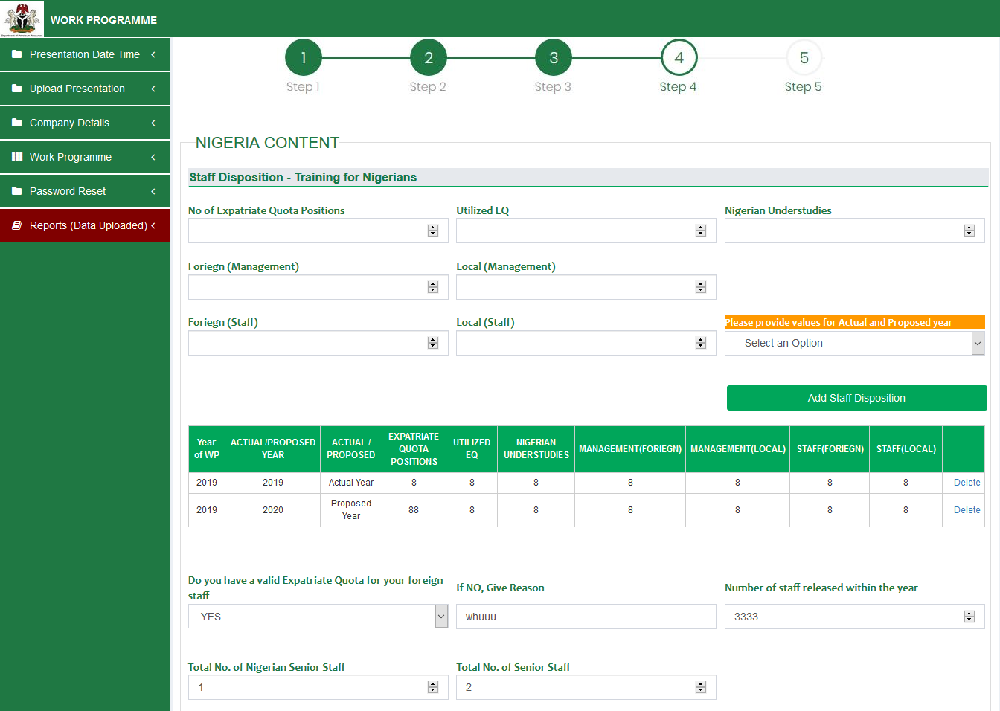 WORK PROGRAMME
Department of Petroleum Resources
Presentation Date Time
Upload Presentation
Company Details
Work Programme
Password Reset
Reports (Data Uploaded)
1 2 3 4 5
Step 1 Step 2 Step 3 Step 4 Step 5
NIGERIA CONTENT
Staff Disposition - Training for Nigerians
No of Expatriate Quota Positions Utilized EQ Nigerian Understudies
Foriegn (Management) Local (Management)
Foriegn (Staff) Local (Staff) Please provide values for Actual and Proposed year
--Select an Option --
Add Staff Disposition
Year of WP ACTUAL/PROPOSED YEAR ACTUAL / PROPOSED EXPATRIATE QUOTA POSITIONS UTILIZED EQ NIGERIAN UNDERSTUDIES MANAGEMENT(FORIEGN) MANAGEMENT(LOCAL) STAFF(FORIEGN) STAFF(LOCAL)
2019 2019 Actual Year 8 8 8 8 8 8 8 Delete
2019 2020 Proposed Year 88 8 8 8 8 8 8 Delete
Do you have a valid Expatriate Quota for your foreign staff If NO, Give Reason Number of staff released within the year
YES whuuu 3333
Total No. of Nigerian Senior Staff Total No. of Senior Staff
1 2